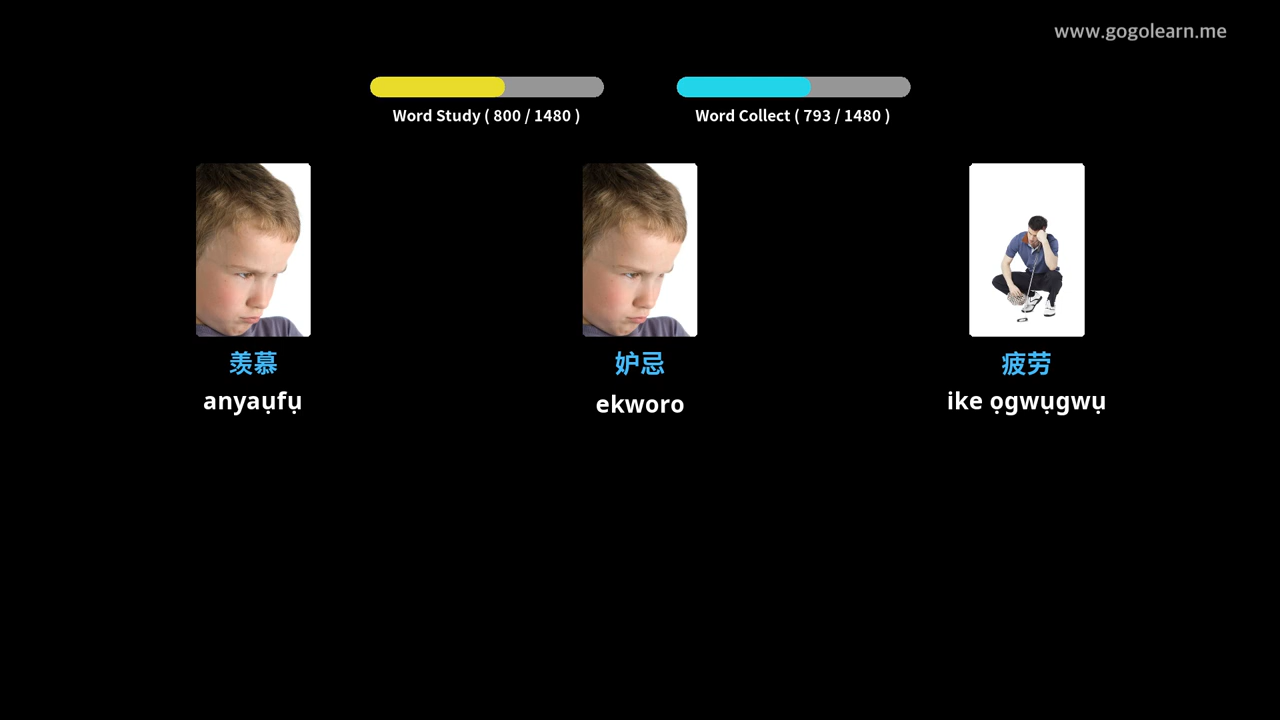 www.gogolearn.me
Word Study ( 800 / 1480 )
Word Collect ( 793 / 1480 )
羡慕
妒忌
疲劳
anyaụfụ
ekworo
ike ọgwụgwụ